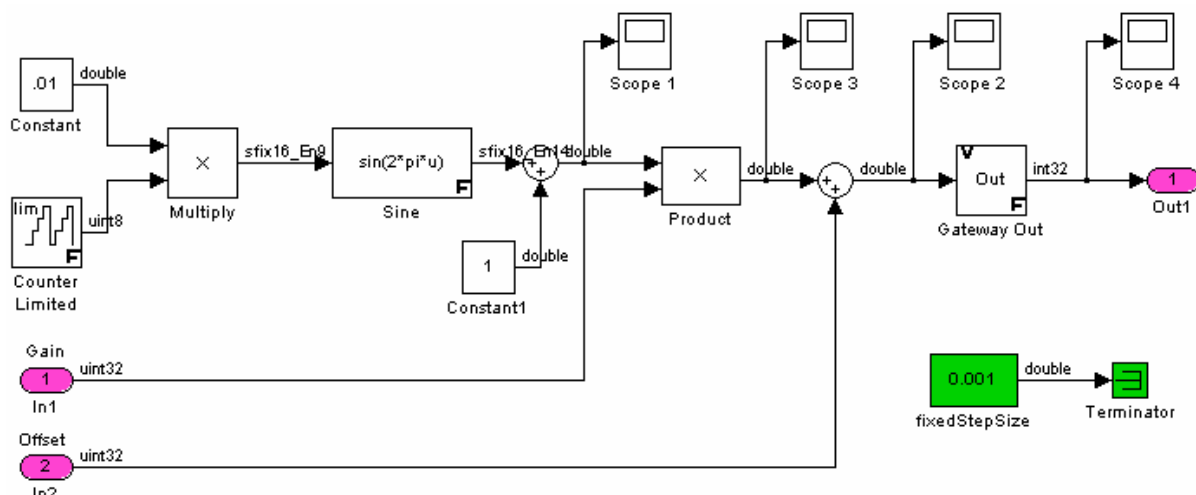 Scope 1
Scope 3
Scope 2
Scope 4
.01
double
Constant
×
sfix16_En9
Multiply
sin(2*pi*u)
F
Sine
sfix16_En14
double
+
+
×
double
Product
+
+
double
V
Out
F
int32
Gateway Out
1
Out1
lim
F
uint8
Counter
Limited
1
double
Constant1
Gain
1
uint32
In1
0.001
double
fixedStepSize
Terminator
Offset
2
uint32
In2